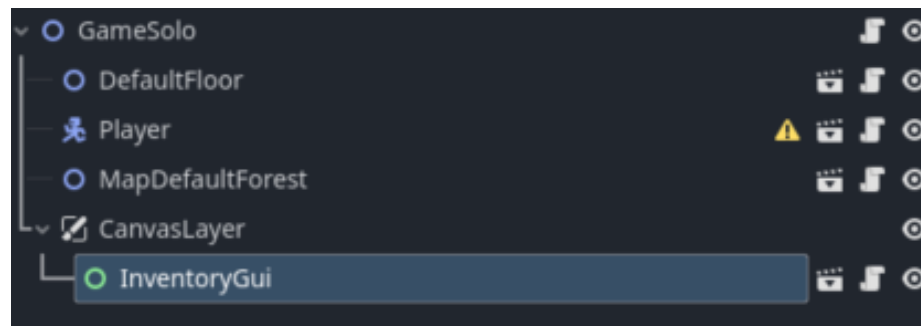 GameSolo
DefaultFloor
Player
MapDefaultForest
CanvasLayer
InventoryGui